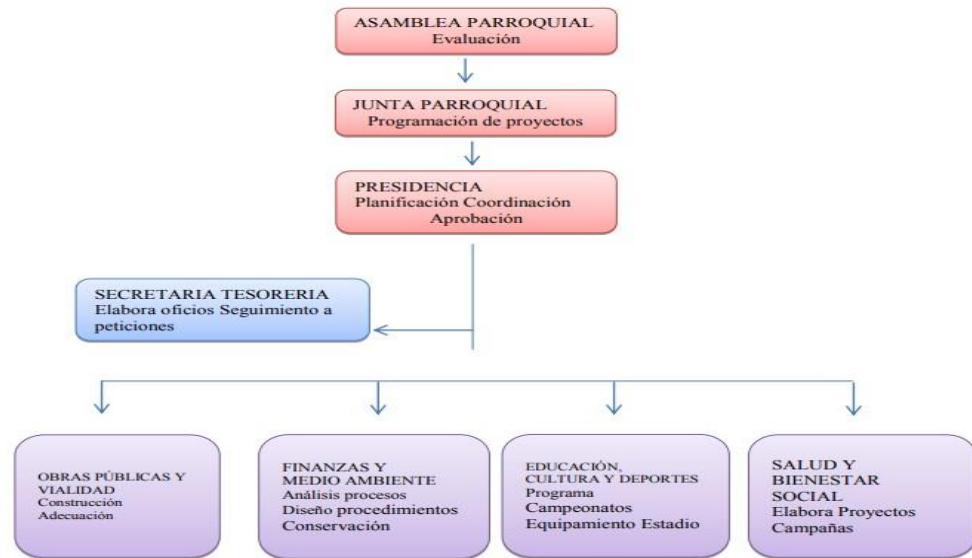 ASAMBLEA PARROQUIAL
Evaluación
JUNTA PARROQUIAL
Programación de proyectos
PRESIDENCIA
Planificación Coordinación
Aprobación
SECRETARIA TESORERIA
Elabora oficios Seguimiento a
peticiones
OBRAS PÚBLICAS Y
VIALIDAD
Construcción
Adecuación
FINANZAS Y
MEDIO AMBIENTE
Análisis procesos
Diseño procedimientos
Conservación
EDUCACIÓN,
CULTURA Y DEPORTES
Programa
Campeonatos
Equipamiento Estadio
SALUD Y
BIENESTAR
SOCIAL
Elabora Proyectos
Campañas